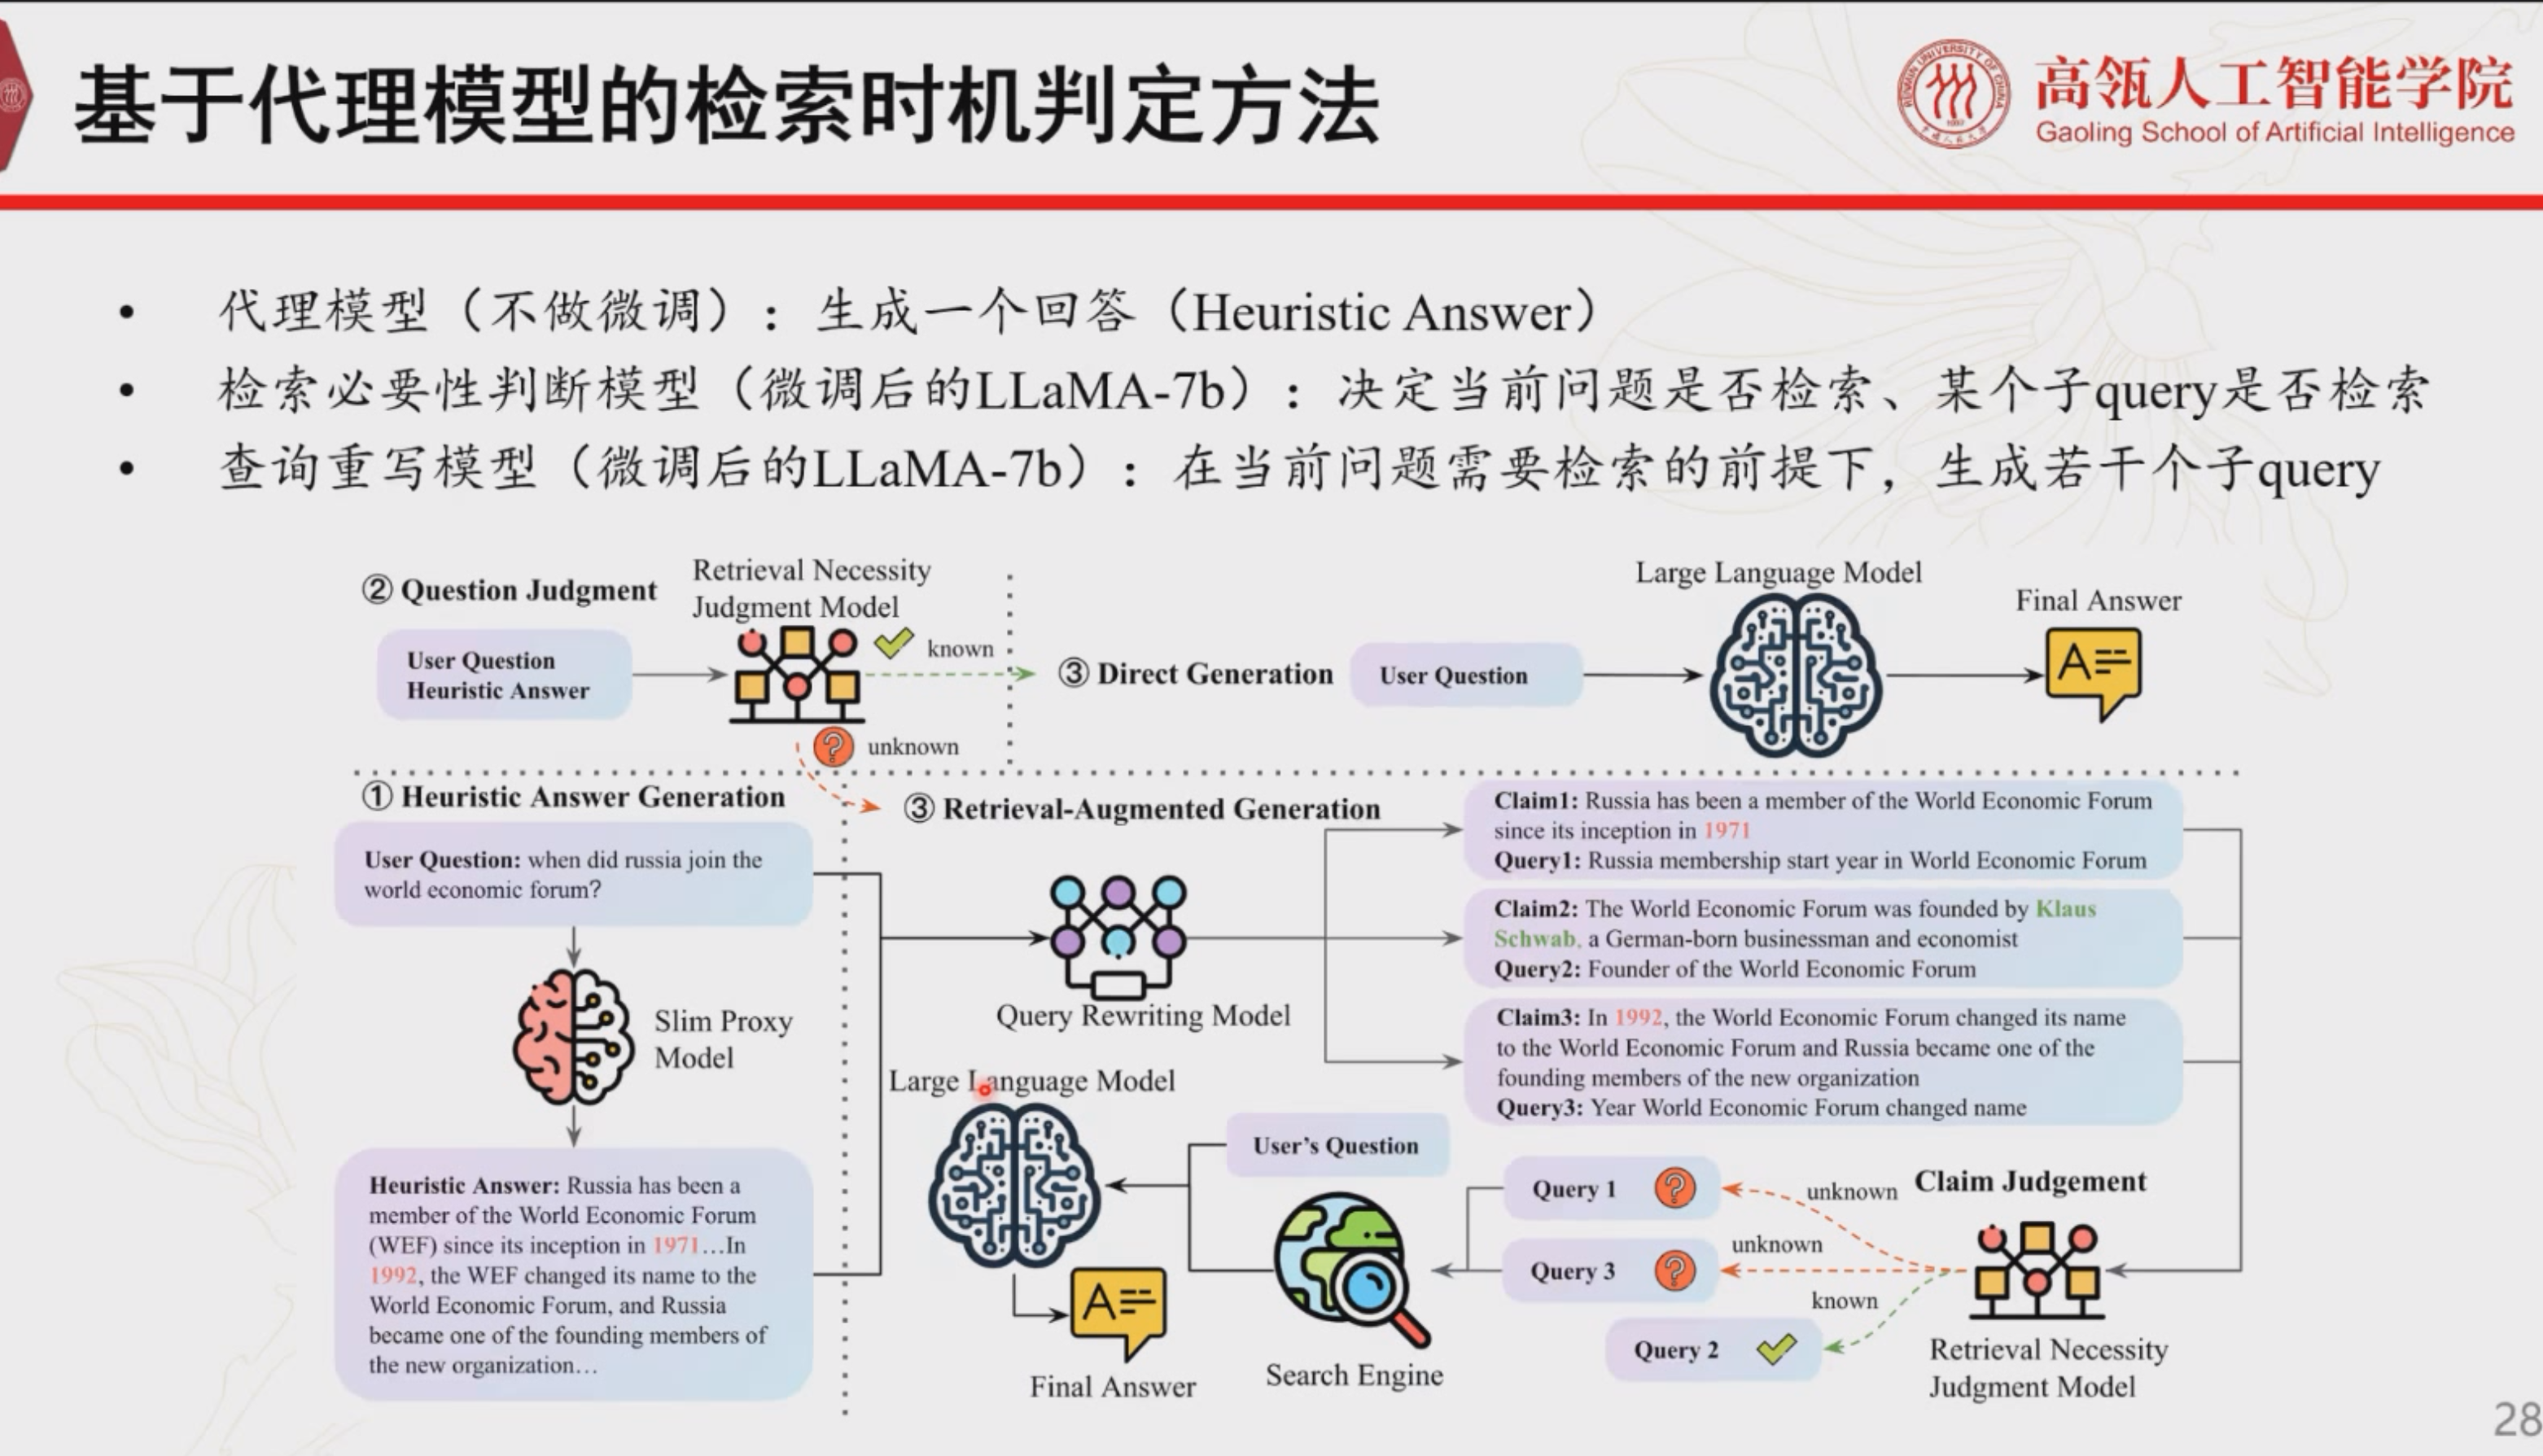 基于代理模型的检索时机判定方法
高瓴人工智能学院
Gaoling School of Artificial Intelligence
• 代理模型（不做微调）：生成一个回答（Heuristic Answer）
• 检索必要性判断模型（微调后的LLaMA-7b）：决定当前问题是否检索、某个子query是否检索
• 查询重写模型（微调后的LLaMA-7b）：在当前问题需要检索的前提下，生成若干个子query
② Question Judgment
User Question
Heuristic Answer
Retrieval Necessity
Judgment Model
known
unknown
③ Direct Generation
User Question
Large Language Model
Final Answer
① Heuristic Answer Generation
User Question: when did russia join the
world economic forum?
Slim Proxy
Model
Heuristic Answer: Russia has been a
member of the World Economic Forum
(WEF) since its inception in 1971…In
1992, the WEF changed its name to the
World Economic Forum, and Russia
became one of the founding members of
the new organization…
③ Retrieval-Augmented Generation
Query Rewriting Model
Claim1: Russia has been a member of the World Economic Forum
since its inception in 1971
Query1: Russia membership start year in World Economic Forum
Claim2: The World Economic Forum was founded by Klaus
Schwab, a German-born businessman and economist
Query2: Founder of the World Economic Forum
Claim3: In 1992, the World Economic Forum changed its name
to the World Economic Forum and Russia became one of the
founding members of the new organization
Query3: Year World Economic Forum changed name
Claim Judgement
Retrieval Necessity
Judgment Model
unknown
unknown
known
Query 1
Query 3
Query 2
Search Engine
User's Question
Large Language Model
Final Answer
28